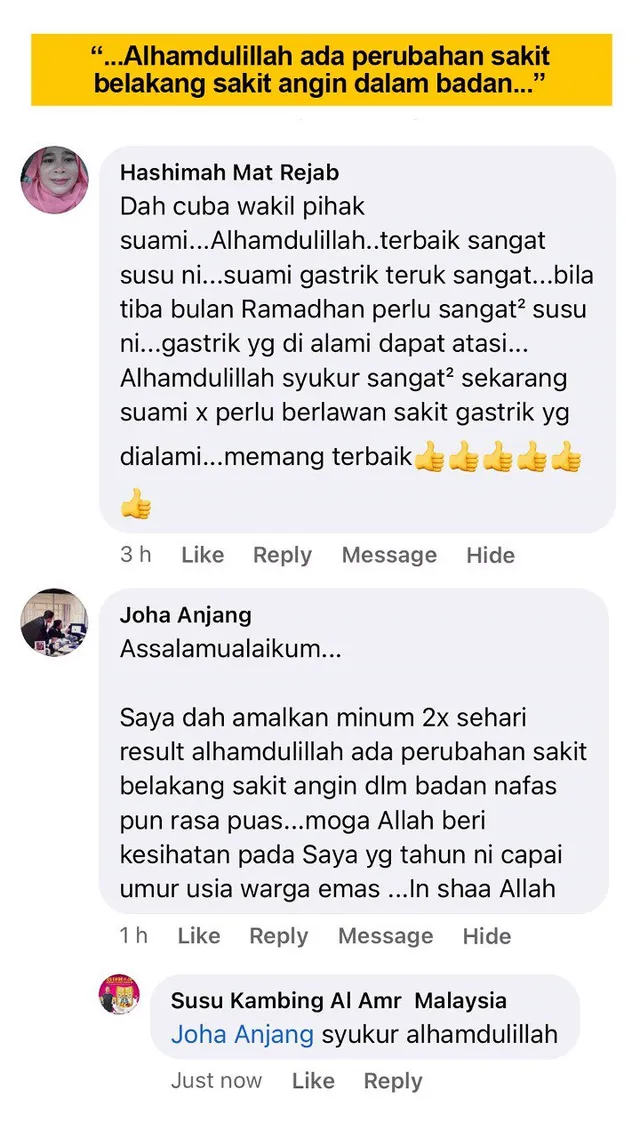 “...Alhamdulillah ada perubahan sakit
belakang sakit angin dalam badan...”
Hashimah Mat Rejab
Dah cuba wakil pihak
suami...Alhamdulillah..terbaik sangat
susu ni...suami gastrik teruk sangat...bila
tiba bulan Ramadhan perlu sangat² susu
ni...gastrik yg di alami dapat atasi...
Alhamdulillah syukur sangat² sekarang
suami x perlu berlawan sakit gastrik yg
dialami...memang terbaik👍👍👍👍👍
👍
3 h Like Reply Message Hide
Joha Anjang
Assalamualaikum...
Saya dah amalkan minum 2x sehari
result alhamdulillah ada perubahan sakit
belakang sakit angin dlm badan nafas
pun rasa puas...moga Allah beri
kesihatan pada Saya yg tahun ni capai
umur usia warga emas ...In shaa Allah
1 h Like Reply Message Hide
Susu Kambing Al Amr Malaysia
Joha Anjang syukur alhamdulillah
Just now Like Reply